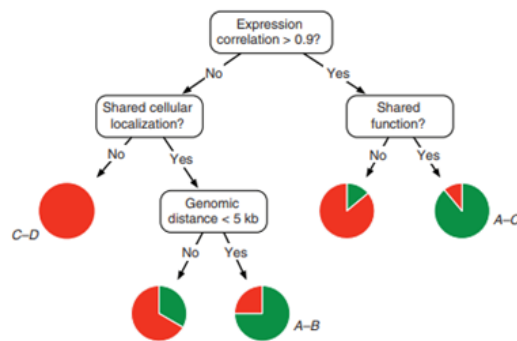 Expression
correlation > 0.9?
No
Yes
Shared cellular
localization?
Shared
function?
No
Yes
No
Yes
C–D
Genomic
distance < 5 kb
A–C
No
Yes
A–B